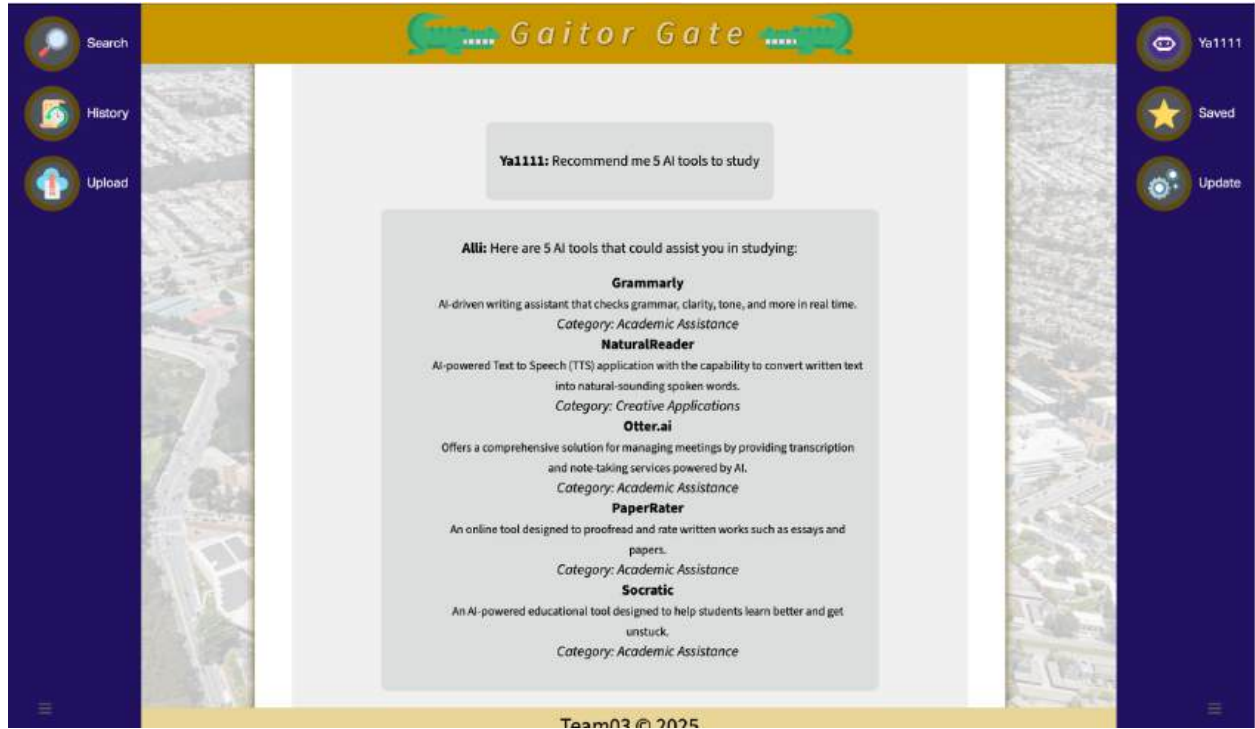 Gaitor Gate
Search
History
Upload
Ya1111
Saved
Update
Ya1111: Recommend me 5 AI tools to study
Alli: Here are 5 AI tools that could assist you in studying:
Grammarly
AI-driven writing assistant that checks grammar, clarity, tone, and more in real time.
Category: Academic Assistance
NaturalReader
AI-powered Text to Speech (TTS) application with the capability to convert written text
into natural-sounding spoken words.
Category: Creative Applications
Otter.ai
Offers a comprehensive solution for managing meetings by providing transcription
and note-taking services powered by AI.
Category: Academic Assistance
PaperRater
An online tool designed to proofread and rate written works such as essays and
papers.
Category: Academic Assistance
Socratic
An AI-powered educational tool designed to help students learn better and get
unstuck.
Category: Academic Assistance
Team03 © 2025